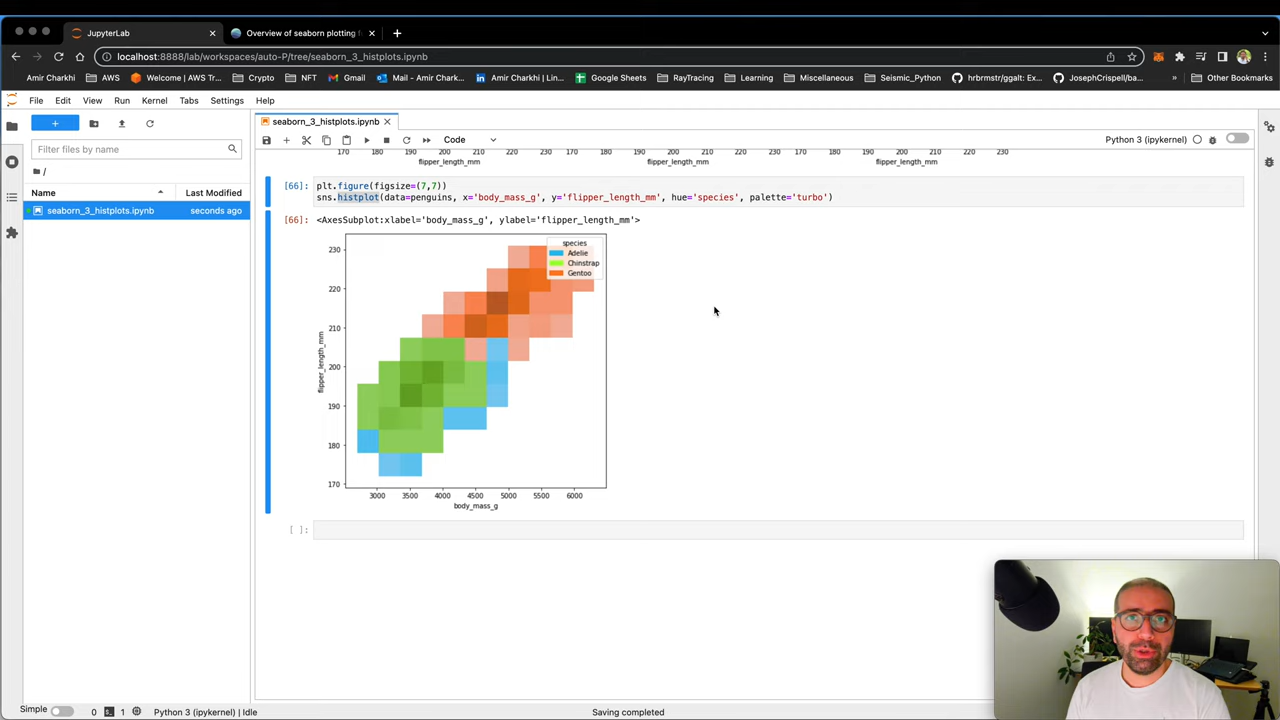 JupyterLab
Overview of seaborn plotting f
localhost:8888/lab/workspaces/auto-P/tree/seaborn_3_histplots.ipynb
Amir Charkhi
AWS
Welcome | AWS Tr...
Crypto
NFT
Gmail
Mail - Amir Charkhi...
Amir Charkhi | Lin...
Google Sheets
RayTracing
Learning
Miscellaneous
Seismic_Python
hrbrmstr/ggalt: Ex...
JosephCrispell/ba...
Other Bookmarks
File Edit View Run Kernel Tabs Settings Help
seaborn_3_histplots.ipynb
Filter files by name
Code
Python 3 (ipykernel)
/
Name Last Modified
seaborn_3_histplots.ipynb seconds ago
170 180 190 200 210 220 230 170 180 190 200 210 220 230 170 180 190 200 210 220 230
flipper_length_mm flipper_length_mm flipper_length_mm
[66]: plt.figure(figsize=(7,7))
sns.histplot(data=penguins, x='body_mass_g', y='flipper_length_mm', hue='species', palette='turbo')
[66]: <AxesSubplot:xlabel='body_mass_g', ylabel='flipper_length_mm'>
species
Adelie
Chinstrap
Gentoo
230
220
210
200
190
180
170
flipper_length_mm
3000 3500 4000 4500 5000 5500 6000
body_mass_g
[ ]:
Simple 0 1 Python 3 (ipykernel) | Idle Saving completed